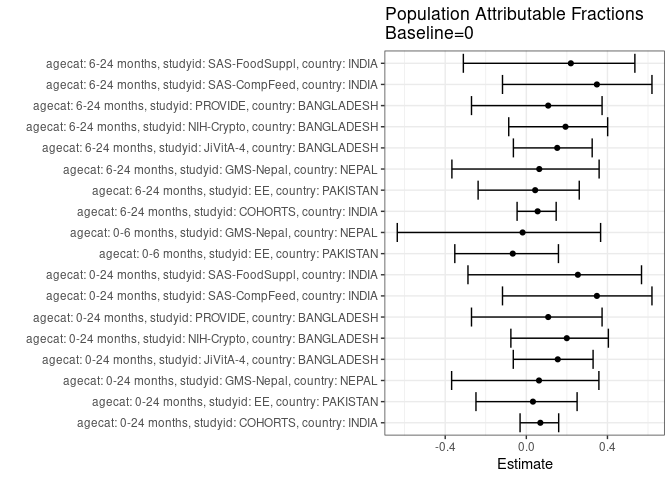 Population Attributable Fractions
Baseline=0
agecat: 6-24 months, studyid: SAS-FoodSuppl, country: INDIA
agecat: 6-24 months, studyid: SAS-CompFeed, country: INDIA
agecat: 6-24 months, studyid: PROVIDE, country: BANGLADESH
agecat: 6-24 months, studyid: NIH-Crypto, country: BANGLADESH
agecat: 6-24 months, studyid: JiVitA-4, country: BANGLADESH
agecat: 6-24 months, studyid: GMS-Nepal, country: NEPAL
agecat: 6-24 months, studyid: EE, country: PAKISTAN
agecat: 6-24 months, studyid: COHORTS, country: INDIA
agecat: 0-6 months, studyid: GMS-Nepal, country: NEPAL
agecat: 0-6 months, studyid: EE, country: PAKISTAN
agecat: 0-24 months, studyid: SAS-FoodSuppl, country: INDIA
agecat: 0-24 months, studyid: SAS-CompFeed, country: INDIA
agecat: 0-24 months, studyid: PROVIDE, country: BANGLADESH
agecat: 0-24 months, studyid: NIH-Crypto, country: BANGLADESH
agecat: 0-24 months, studyid: JiVitA-4, country: BANGLADESH
agecat: 0-24 months, studyid: GMS-Nepal, country: NEPAL
agecat: 0-24 months, studyid: EE, country: PAKISTAN
agecat: 0-24 months, studyid: COHORTS, country: INDIA
-0.4 0.0 0.4
Estimate